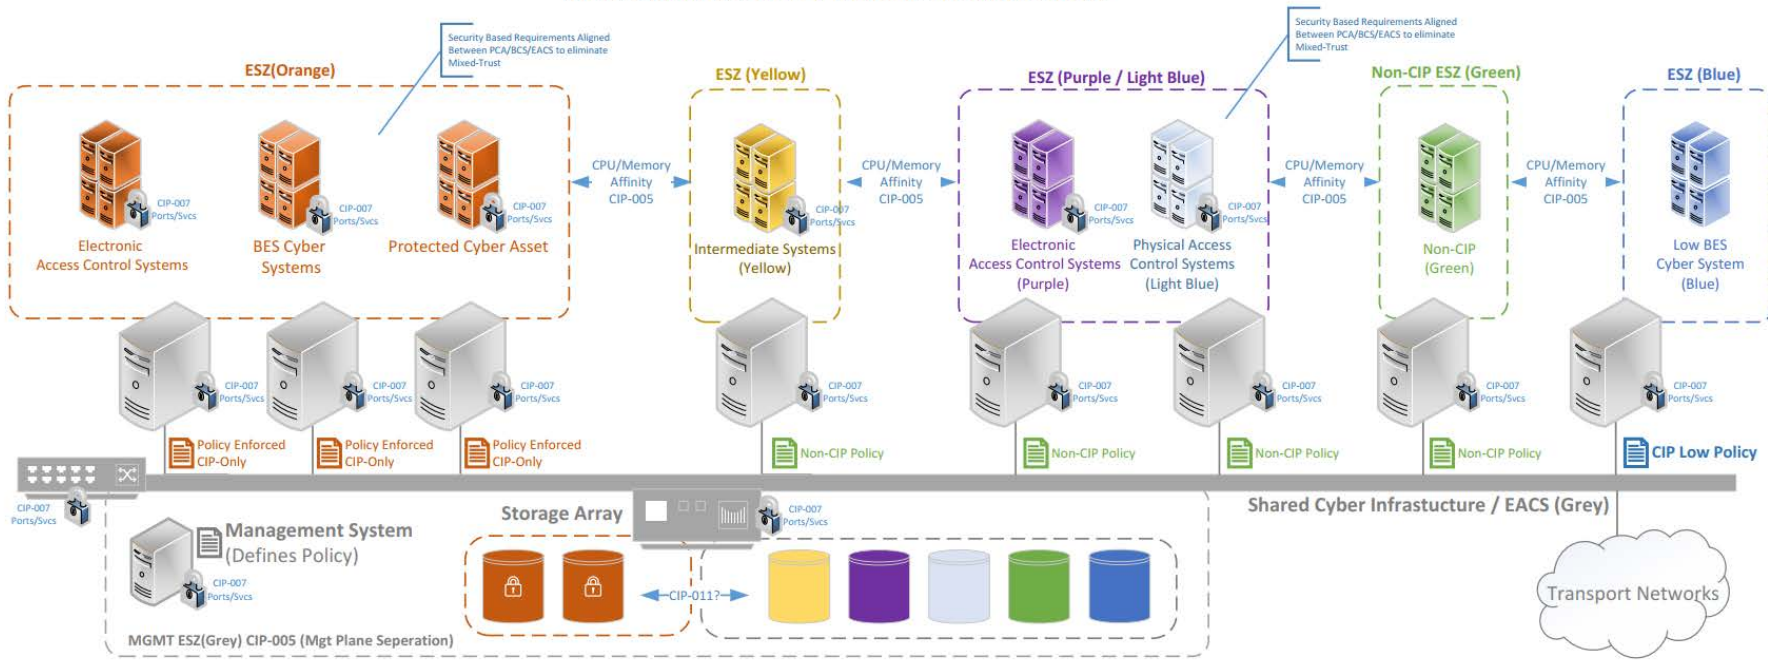 Security Based Requirements Aligned
Between PCA/BCS/EACS to eliminate
Mixed-Trust
Security Based Requirements Aligned
Between PCA/BCS/EACS to eliminate
Mixed-Trust
ESZ(Orange)
ESZ (Yellow)
ESZ (Purple / Light Blue)
Non-CIP ESZ (Green)
ESZ (Blue)
CIP-007
Ports/Svcs
Electronic
Access Control Systems
CIP-007
Ports/Svcs
BES Cyber
Systems
CIP-007
Ports/Svcs
Protected Cyber Asset
CPU/Memory
Affinity
CIP-005
CIP-007
Ports/Svcs
Intermediate Systems
(Yellow)
CPU/Memory
Affinity
CIP-005
CIP-007
Ports/Svcs
Electronic
Access Control Systems
(Purple)
CIP-007
Ports/Svcs
Physical Access
Control Systems
(Light Blue)
CPU/Memory
Affinity
CIP-005
Non-CIP
(Green)
CPU/Memory
Affinity
CIP-005
Low BES
Cyber System
(Blue)
CIP-007
Ports/Svcs
CIP-007
Ports/Svcs
CIP-007
Ports/Svcs
CIP-007
Ports/Svcs
CIP-007
Ports/Svcs
CIP-007
Ports/Svcs
CIP-007
Ports/Svcs
CIP-007
Ports/Svcs
Policy Enforced
CIP-Only
Policy Enforced
CIP-Only
Policy Enforced
CIP-Only
Non-CIP Policy
Non-CIP Policy
Non-CIP Policy
Non-CIP Policy
CIP Low Policy
CIP-007
Ports/Svcs
Management System
(Defines Policy)
CIP-007
Ports/Svcs
Storage Array
CIP-007
Ports/Svcs
Shared Cyber Infrastucture / EACS (Grey)
CIP-011?
Transport Networks
MGMT ESZ(Grey) CIP-005 (Mgt Plane Seperation)